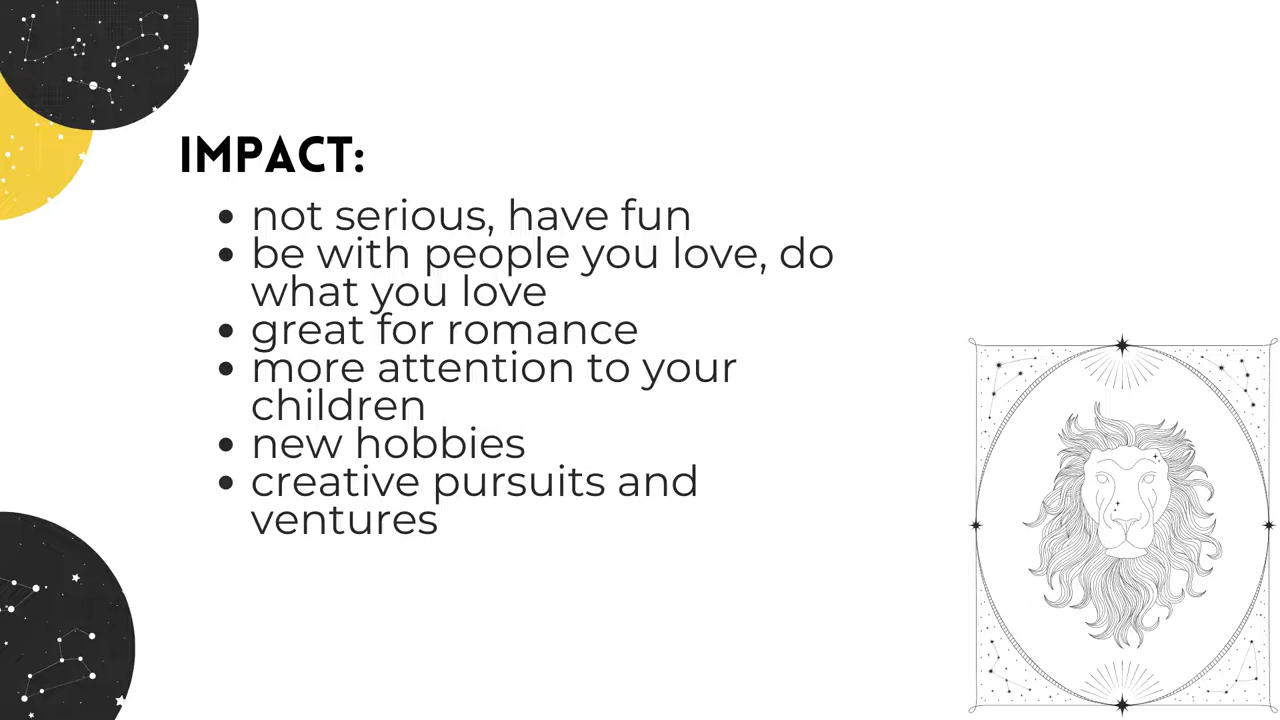 IMPACT:
• not serious, have fun
• be with people you love, do
what you love
• great for romance
• more attention to your
children
• new hobbies
• creative pursuits and
ventures